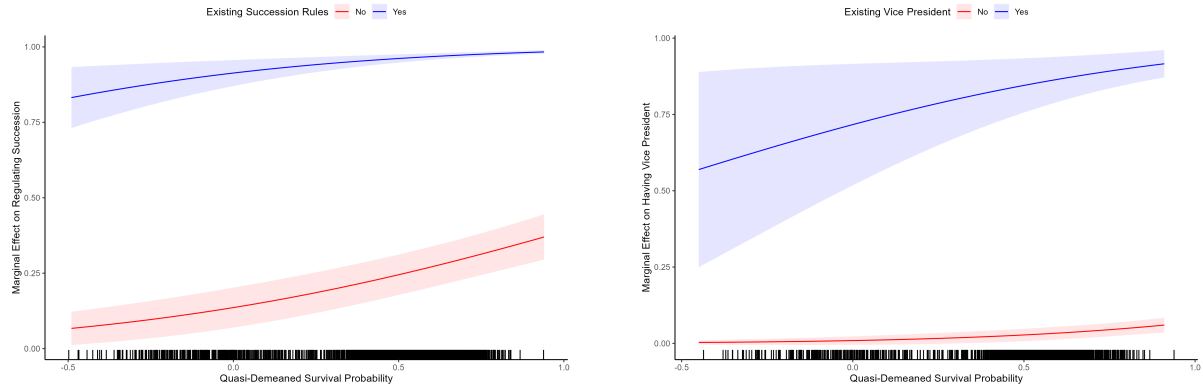 Existing Succession Rules No Yes
Marginal Effect on Regulating Succession
1.00
0.75
0.50
0.25
0.00
-0.5 0.0 0.5 1.0
Quasi-Demeaned Survival Probability
Existing Vice President No Yes
Marginal Effect on Having Vice President
1.00
0.75
0.50
0.25
0.00
-0.5 0.0 0.5 1.0
Quasi-Demeaned Survival Probability